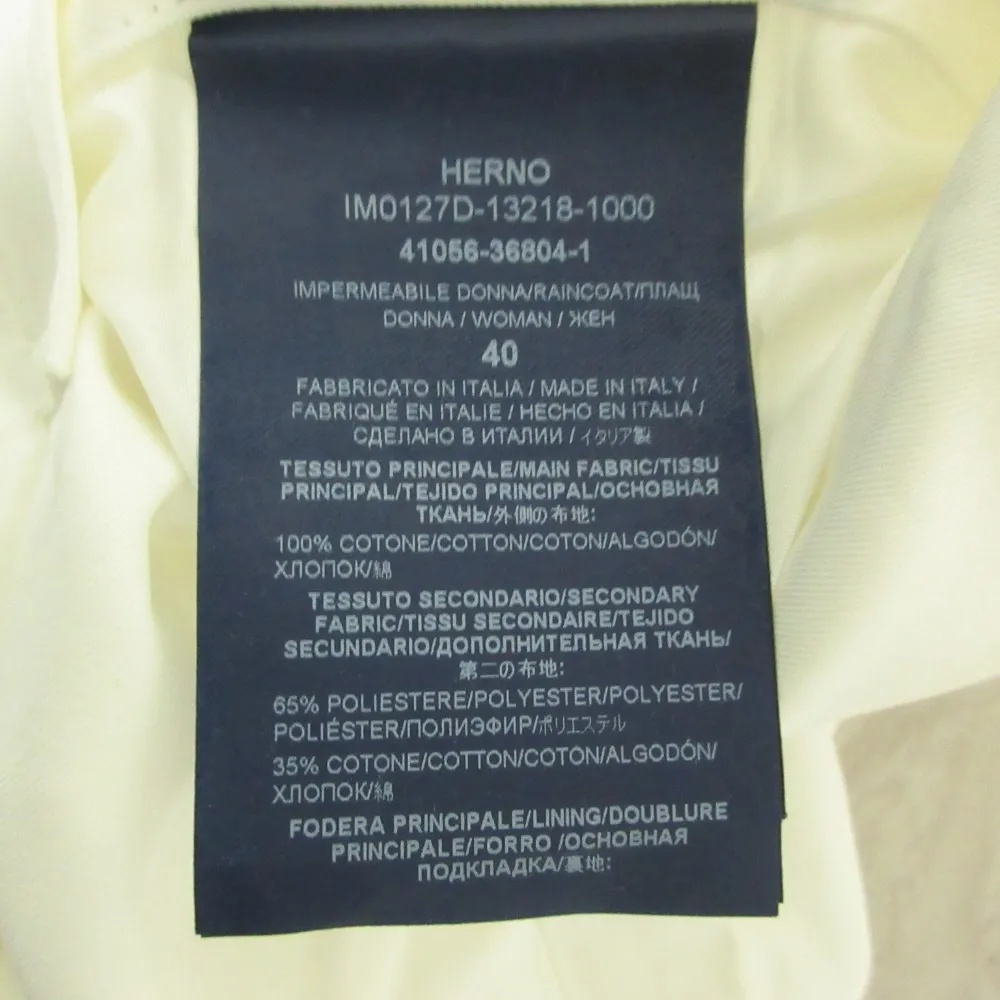 HERNO
IM0127D-13218-1000
41056-36804-1
IMPERMEABILE DONNA/RAINCOAT/ПЛАЩ
DONNA / WOMAN / ЖЕН
40
FABBRICATO IN ITALIA / MADE IN ITALY /
FABRIQUÉ EN ITALIE / HECHO EN ITALIA /
СДЕЛАНО В ИТАЛИИ / イタリア製
TESSUTO PRINCIPALE/MAIN FABRIC/TISSU
PRINCIPAL/TEJIDO PRINCIPAL/ОСНОВНАЯ
ТКАНЬ/外側の布地:
100% COTONE/COTTON/COTON/ALGODÓN/
ХЛОПОК/綿
TESSUTO SECONDARIO/SECONDARY
FABRIC/TISSU SECONDAIRE/TEJIDO
SECUNDARIO/ДОПОЛНИТЕЛЬНАЯ ТКАНЬ/
第二の布地:
65% POLIESTERE/POLYESTER/POLYESTER/
POLIÉSTER/ПОЛИЭФИР/ポリエステル
35% COTONE/COTTON/COTON/ALGODÓN/
ХЛОПОК/綿
FODERA PRINCIPALE/LINING/DOUBLURE
PRINCIPALE/FORRO /ОСНОВНАЯ
ПОДКЛАДКА/裏地: